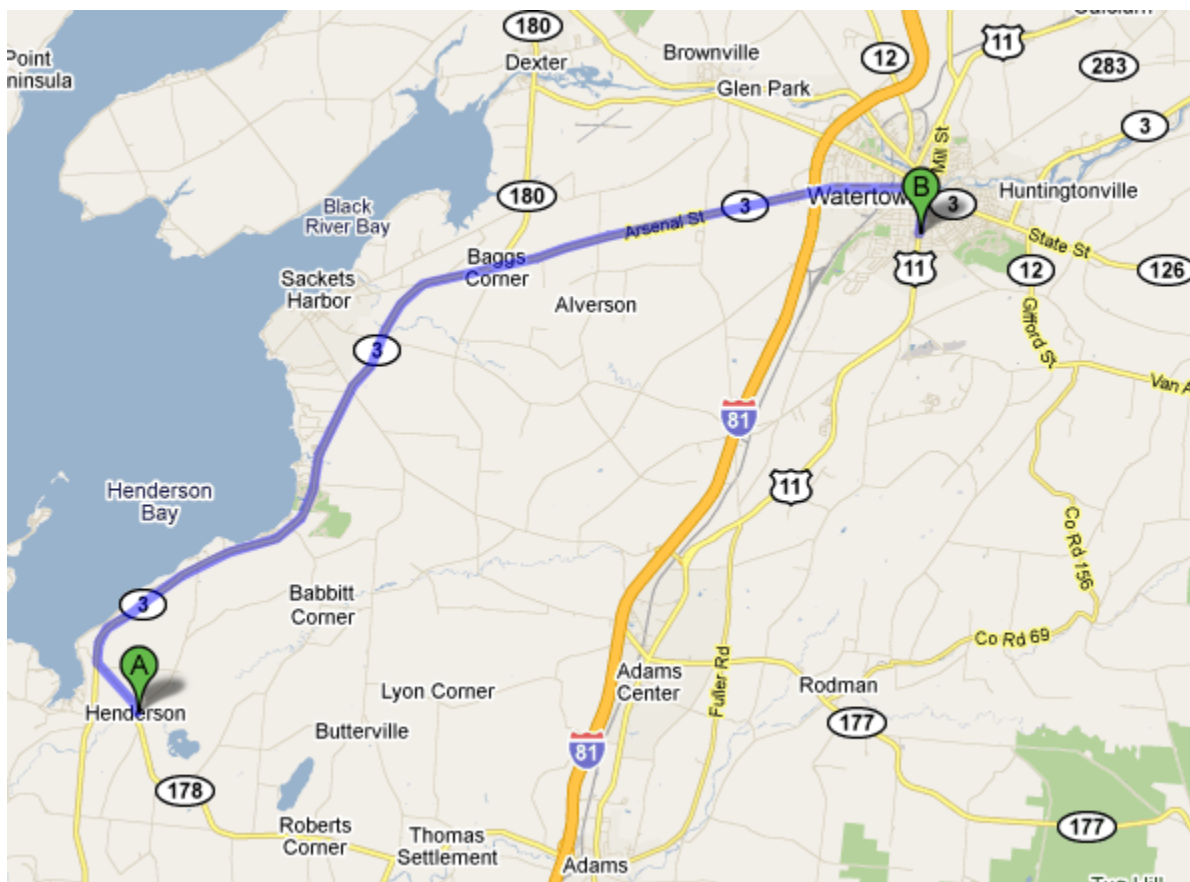 180
11
Point
ninsula
Dexter
Brownville
12
283
Glen Park
3
Mill St
B
Watertow
3
Huntingtonville
180
Black
River Bay
3
Arsenal St
State St
11
12
126
Baggs
Corner
Sackets
Harbor
Alverson
Gifford St
3
Van A
81
Henderson
Bay
11
Co Rd 156
Babbitt
Corner
3
Co Rd 69
A
Adams
Center
Fuller Rd
Rodman
Lyon Corner
Henderson
Butterville
177
81
178
Roberts
Corner
Thomas
Settlement
177
Adams